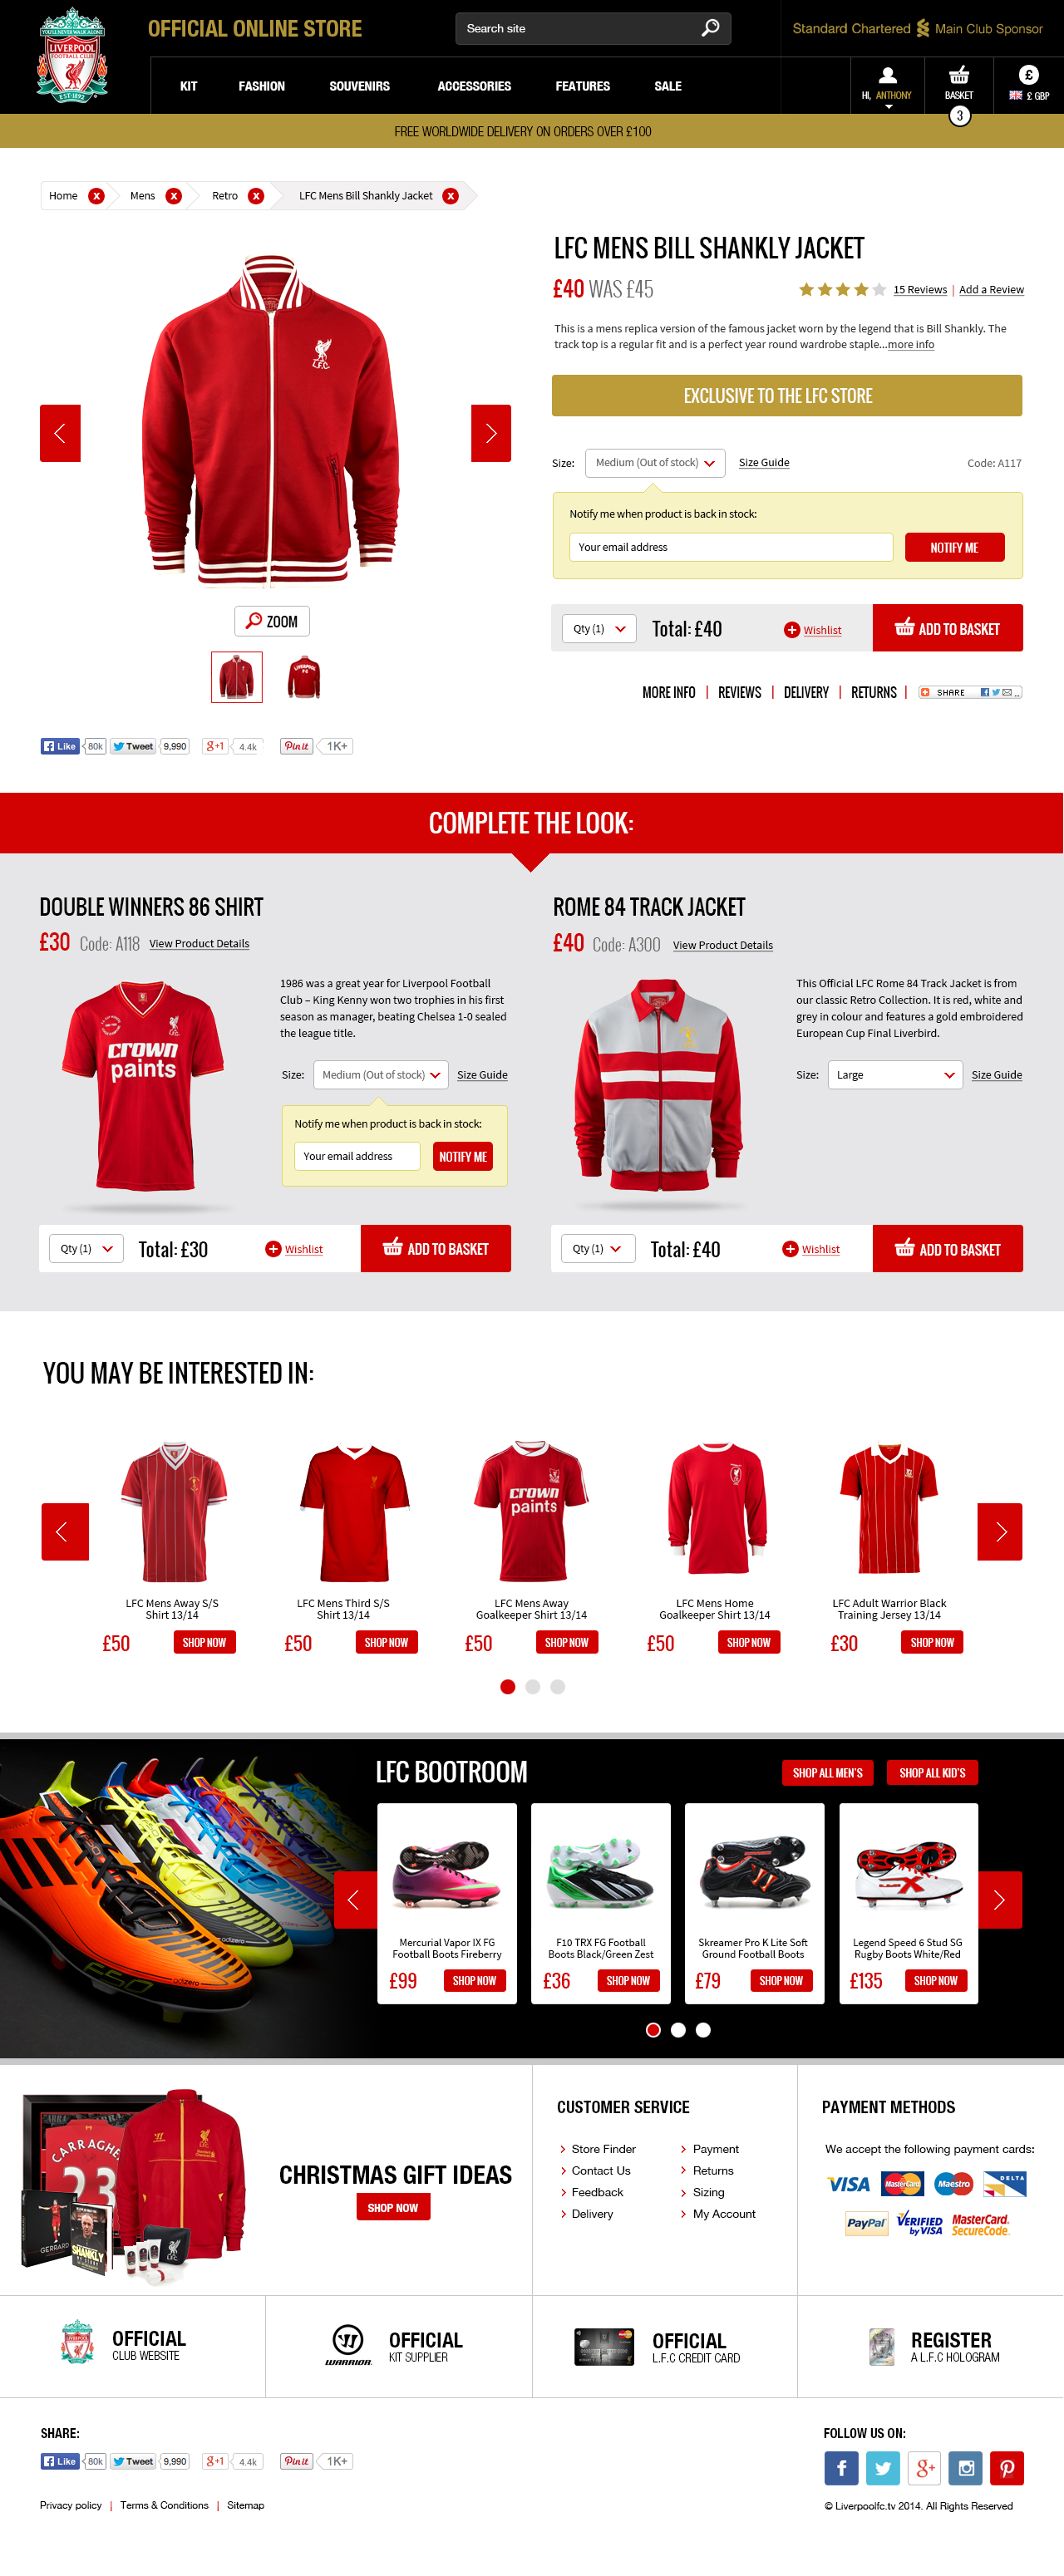 YOU'LL NEVER WALK ALONE
LIVERPOOL
FOOTBALL CLUB
EST·1892
OFFICIAL ONLINE STORE
Search site
Standard Chartered Main Club Sponsor
KIT FASHION SOUVENIRS ACCESSORIES FEATURES SALE
HI, ANTHONY
BASKET
3
£
£ GBP
FREE WORLDWIDE DELIVERY ON ORDERS OVER £100
Home x Mens x Retro x LFC Mens Bill Shankly Jacket x
L.F.C.
ZOOM
LIVERPOOL
Like 80k Tweet 9,990 +1 4.4k Pin it 1K+
LFC MENS BILL SHANKLY JACKET
£40 WAS £45
15 Reviews | Add a Review
This is a mens replica version of the famous jacket worn by the legend that is Bill Shankly. The
track top is a regular fit and is a perfect year round wardrobe staple...more info
EXCLUSIVE TO THE LFC STORE
Size: Medium (Out of stock) Size Guide Code: A117
Notify me when product is back in stock:
Your email address NOTIFY ME
Qty (1) Total: £40 Wishlist ADD TO BASKET
MORE INFO | REVIEWS | DELIVERY | RETURNS | SHARE ...
COMPLETE THE LOOK:
DOUBLE WINNERS 86 SHIRT
£30 Code: A118 View Product Details
crown
paints
1986 was a great year for Liverpool Football
Club – King Kenny won two trophies in his first
season as manager, beating Chelsea 1-0 sealed
the league title.
Size: Medium (Out of stock) Size Guide
Notify me when product is back in stock:
Your email address NOTIFY ME
Qty (1) Total: £30 Wishlist ADD TO BASKET
ROME 84 TRACK JACKET
£40 Code: A300 View Product Details
This Official LFC Rome 84 Track Jacket is from
our classic Retro Collection. It is red, white and
grey in colour and features a gold embroidered
European Cup Final Liverbird.
Size: Large Size Guide
Qty (1) Total: £40 Wishlist ADD TO BASKET
YOU MAY BE INTERESTED IN:
crown
paints
LFC Mens Away S/S
Shirt 13/14
£50 SHOP NOW
LFC Mens Third S/S
Shirt 13/14
£50 SHOP NOW
LFC Mens Away
Goalkeeper Shirt 13/14
£50 SHOP NOW
LFC Mens Home
Goalkeeper Shirt 13/14
£50 SHOP NOW
LFC Adult Warrior Black
Training Jersey 13/14
£30 SHOP NOW
LFC BOOTROOM
SHOP ALL MEN'S SHOP ALL KID'S
F50
adizero
adizero
Mercurial Vapor IX FG
Football Boots Fireberry
£99 SHOP NOW
F10 TRX FG Football
Boots Black/Green Zest
£36 SHOP NOW
Skreamer Pro K Lite Soft
Ground Football Boots
£79 SHOP NOW
Legend Speed 6 Stud SG
Rugby Boots White/Red
£135 SHOP NOW
CARRAGHER
23
GERRARD
SHANKLY
CHRISTMAS GIFT IDEAS
SHOP NOW
CUSTOMER SERVICE
Store Finder
Contact Us
Feedback
Delivery
Payment
Returns
Sizing
My Account
PAYMENT METHODS
We accept the following payment cards:
VISA MasterCard Maestro DELTA
PayPal VERIFIED by VISA MasterCard. SecureCode.
OFFICIAL
CLUB WEBSITE
WARRIOR
OFFICIAL
KIT SUPPLIER
OFFICIAL
L.F.C CREDIT CARD
REGISTER
A L.F.C HOLOGRAM
SHARE:
Like 80k Tweet 9,990 +1 4.4k Pin it 1K+
FOLLOW US ON:
Privacy policy | Terms & Conditions | Sitemap
© Liverpoolfc.tv 2014. All Rights Reserved